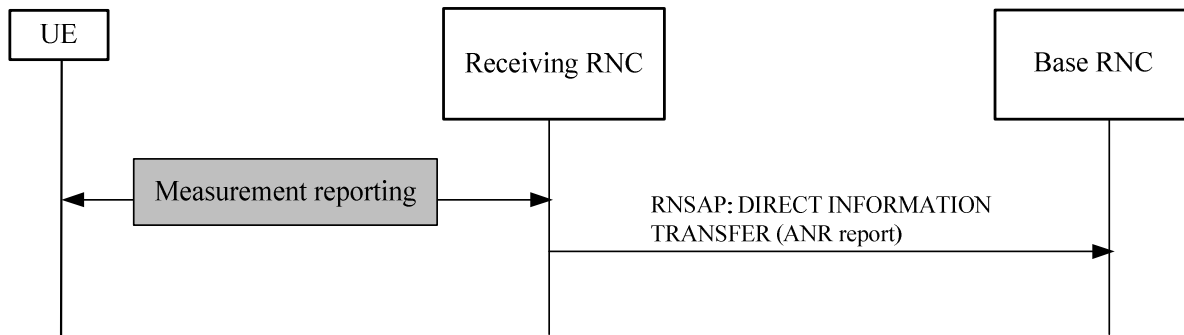 UE
Receiving RNC
Base RNC
Measurement reporting
RNSAP: DIRECT INFORMATION
TRANSFER (ANR report)